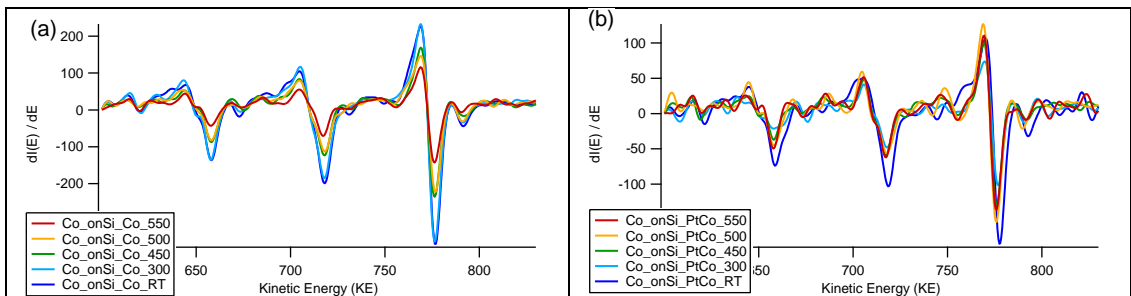 (a)
200
100
0
-100
-200
dI(E) / dE
Co_onSi_Co_550
Co_onSi_Co_500
Co_onSi_Co_450
Co_onSi_Co_300
Co_onSi_Co_RT
650
700
750
800
Kinetic Energy (KE)
(b)
100
50
0
-50
-100
dI(E) / dE
Co_onSi_PtCo_550
Co_onSi_PtCo_500
Co_onSi_PtCo_450
Co_onSi_PtCo_300
Co_onSi_PtCo_RT
650
700
750
800
Kinetic Energy (KE)